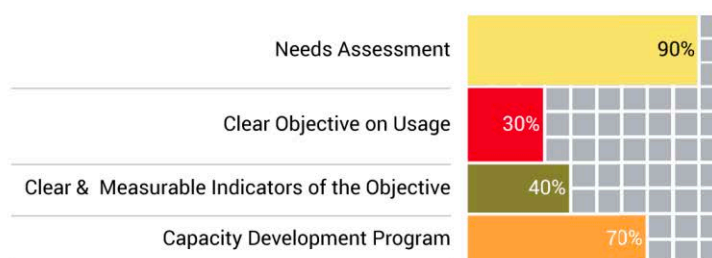 Needs Assessment 90%
Clear Objective on Usage 30%
Clear & Measurable Indicators of the Objective 40%
Capacity Development Program 70%